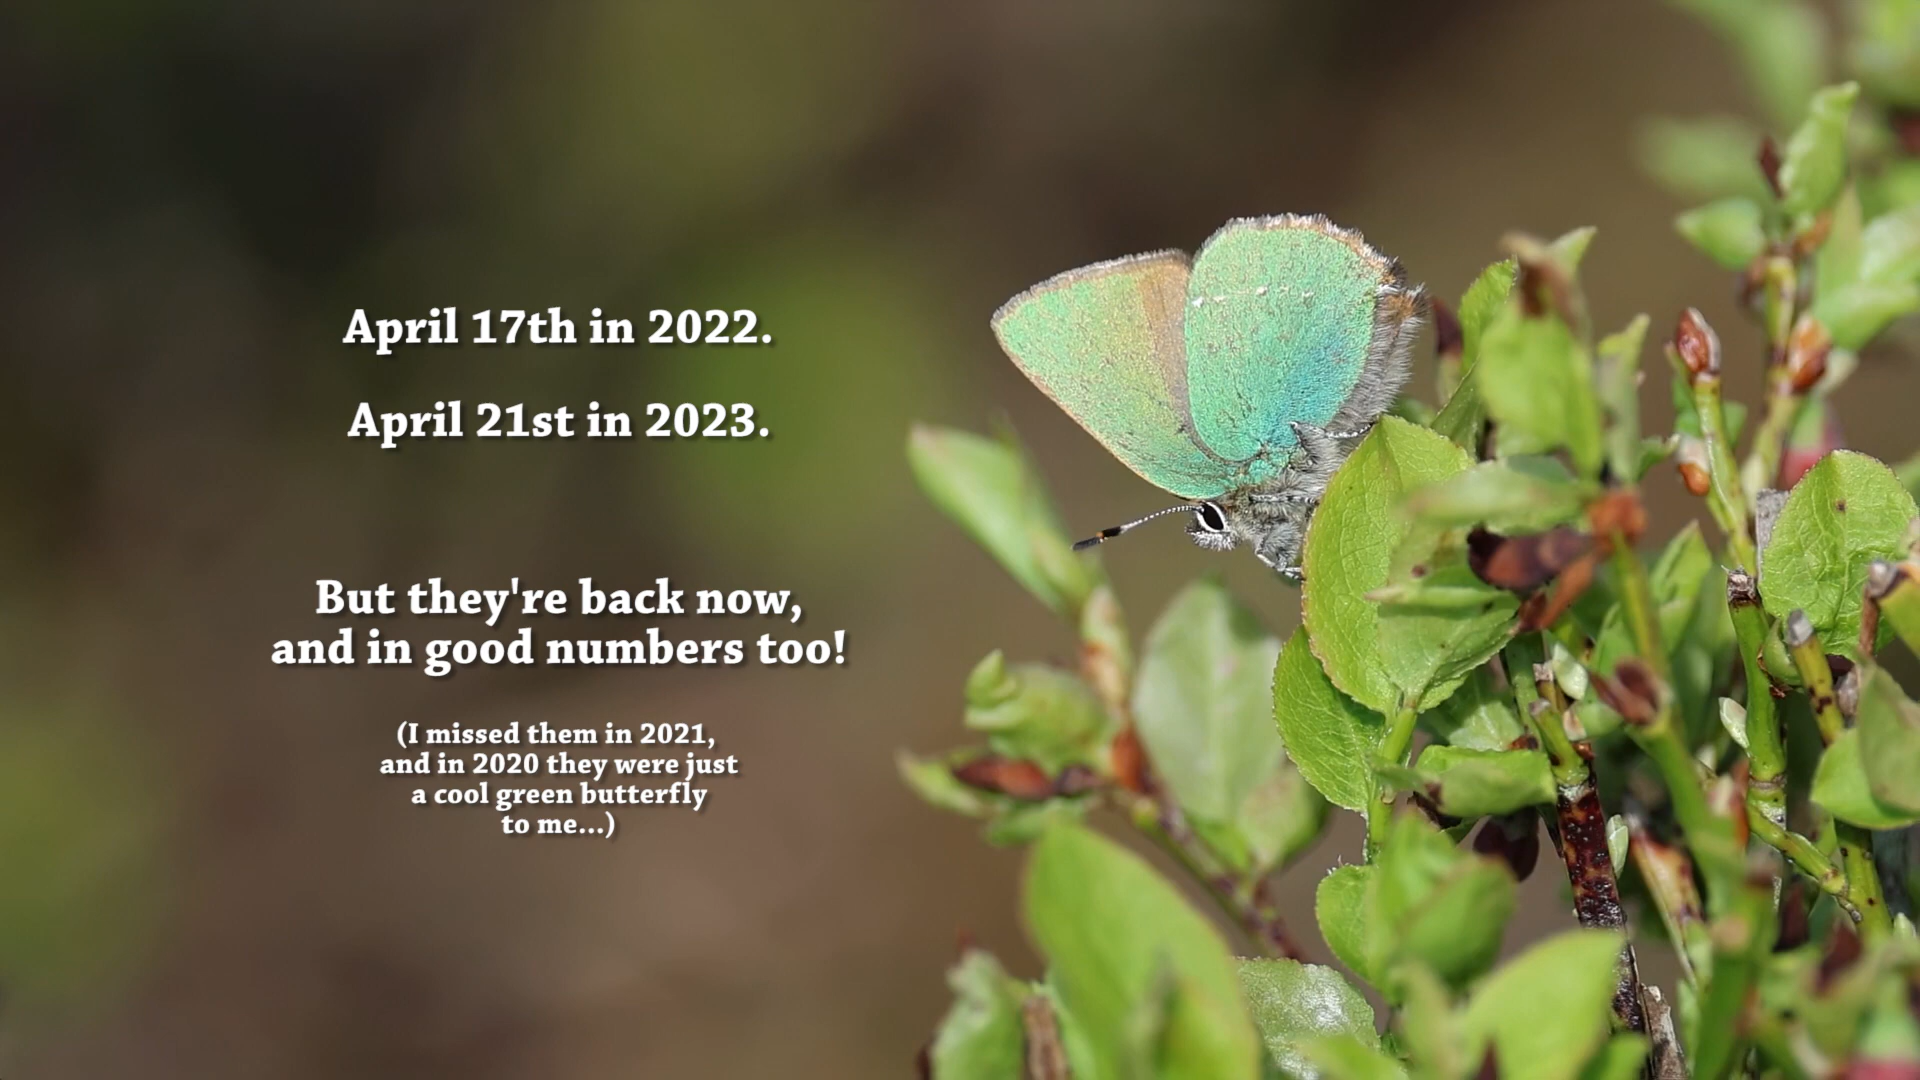 April 17th in 2022.
April 21st in 2023.
But they're back now,
and in good numbers too!
(I missed them in 2021,
and in 2020 they were just
a cool green butterfly
to me...)